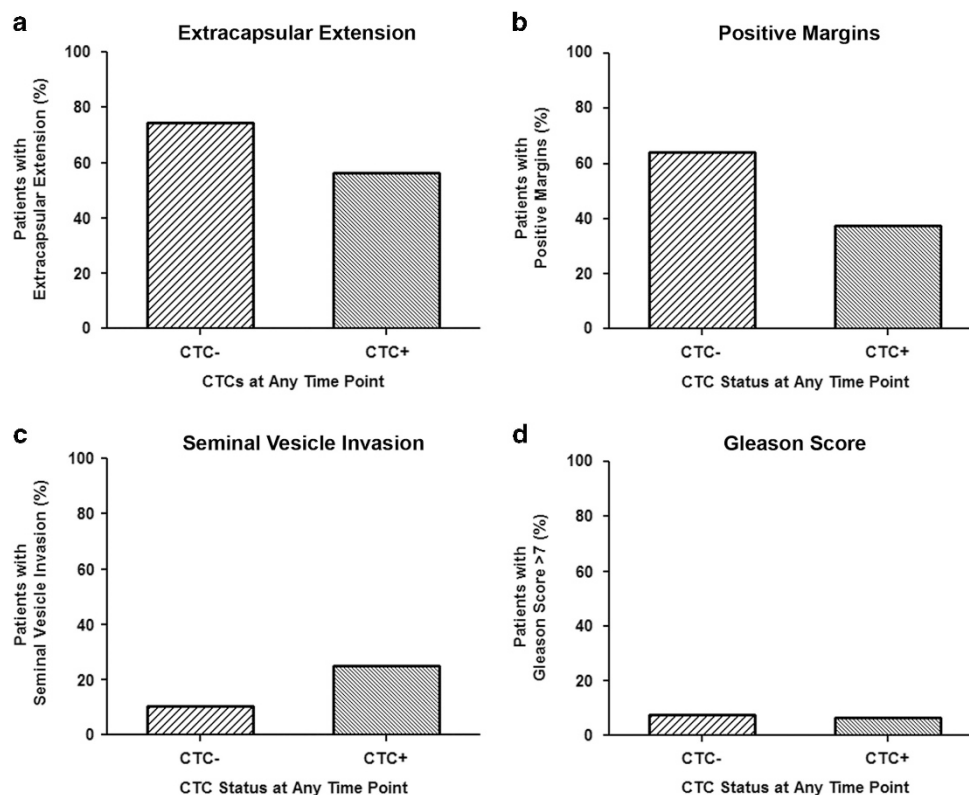 a
Extracapsular Extension
Patients with
Extracapsular Extension (%)
100
80
60
40
20
0
CTC-
CTC+
CTCs at Any Time Point
b
Positive Margins
Patients with
Positive Margins (%)
100
80
60
40
20
0
CTC-
CTC+
CTC Status at Any Time Point
c
Seminal Vesicle Invasion
Patients with
Seminal Vesicle Invasion (%)
100
80
60
40
20
0
CTC-
CTC+
CTC Status at Any Time Point
d
Gleason Score
Patients with
Gleason Score >7 (%)
100
80
60
40
20
0
CTC-
CTC+
CTC Status at Any Time Point